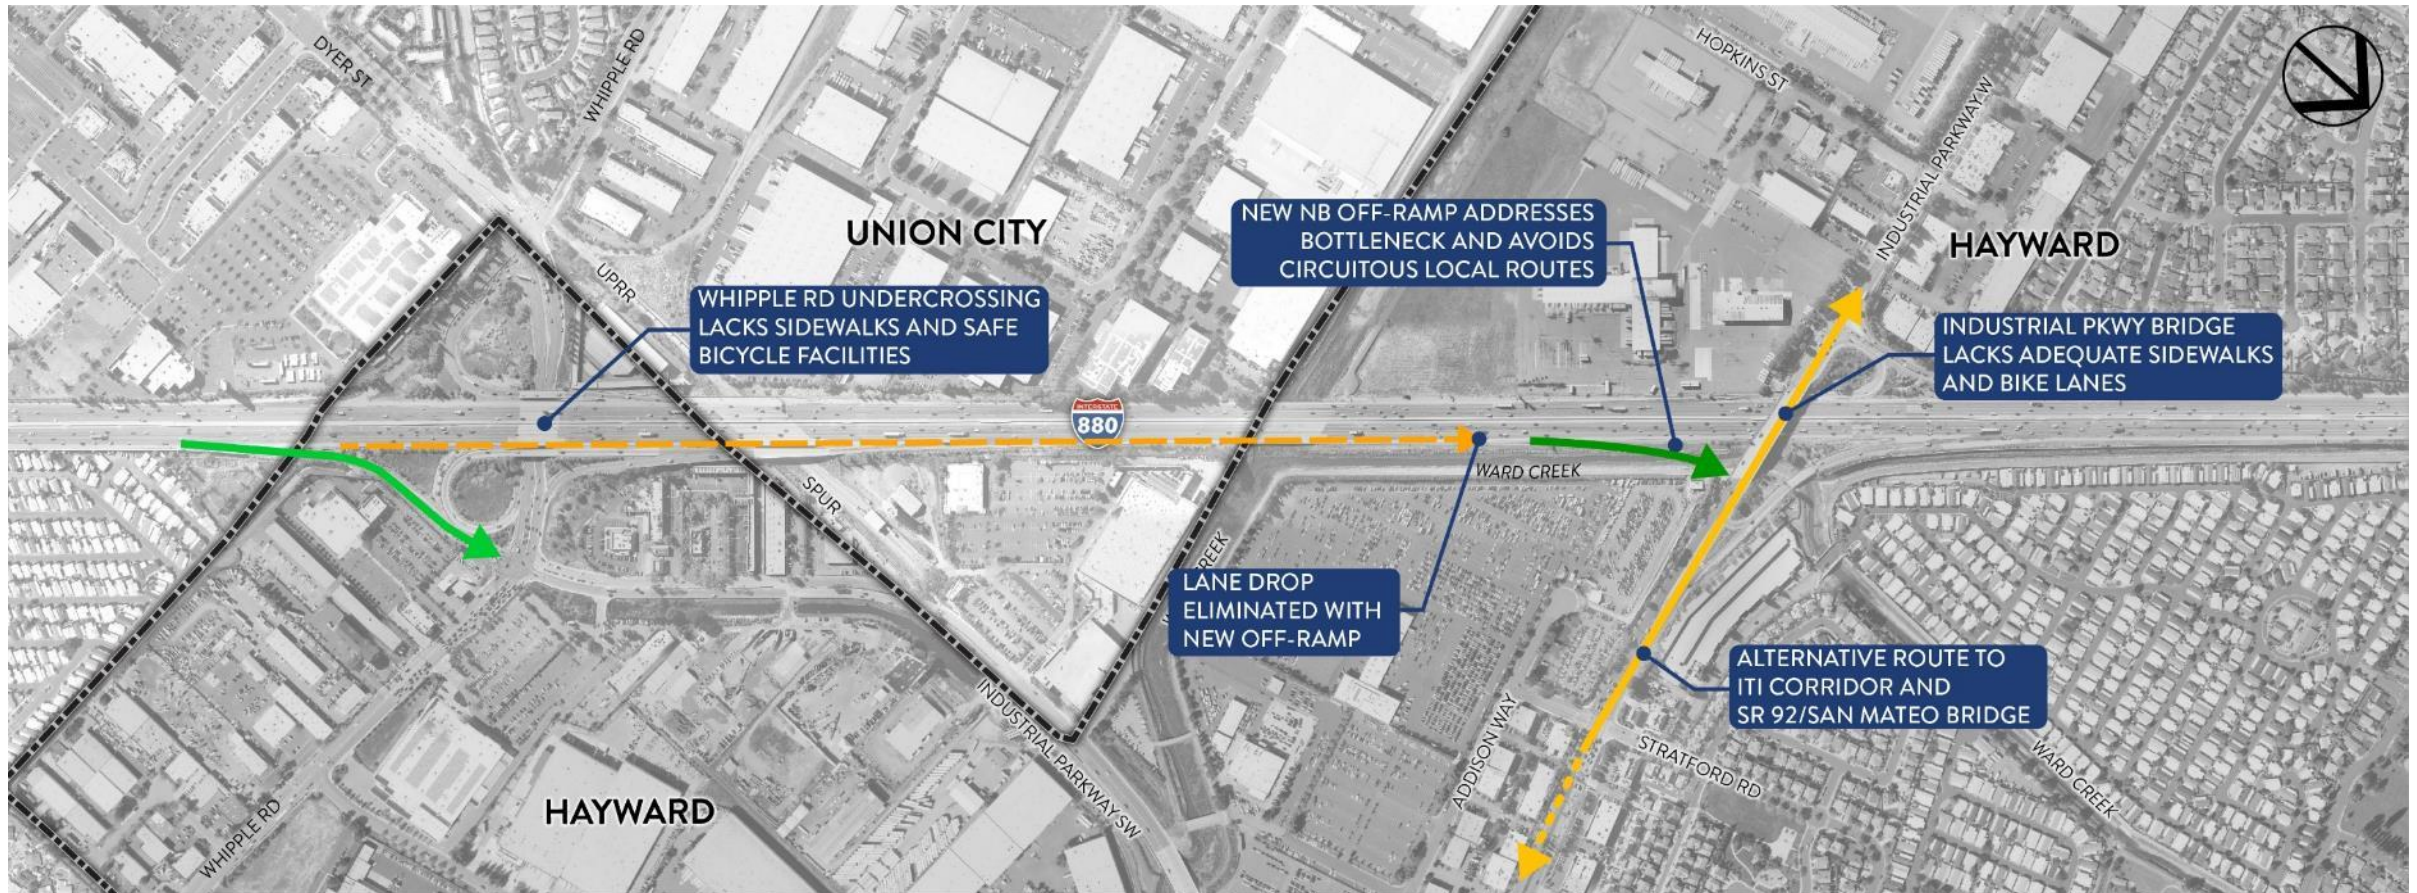 DYER ST
WHIPPLE RD
HOPKINS ST
INDUSTRIAL PARKWAY W
UNION CITY
NEW NB OFF-RAMP ADDRESSES
BOTTLENECK AND AVOIDS
CIRCUITOUS LOCAL ROUTES
HAYWARD
UPRR
WHIPPLE RD UNDERCROSSING
LACKS SIDEWALKS AND SAFE
BICYCLE FACILITIES
INDUSTRIAL PKWY BRIDGE
LACKS ADEQUATE SIDEWALKS
AND BIKE LANES
INTERSTATE
880
WARD CREEK
SPUR
CREEK
LANE DROP
ELIMINATED WITH
NEW OFF-RAMP
ALTERNATIVE ROUTE TO
ITI CORRIDOR AND
SR 92/SAN MATEO BRIDGE
INDUSTRIAL PARKWAY SW
ADDISON WAY
STRATFORD RD
WARD CREEK
HAYWARD
WHIPPLE RD